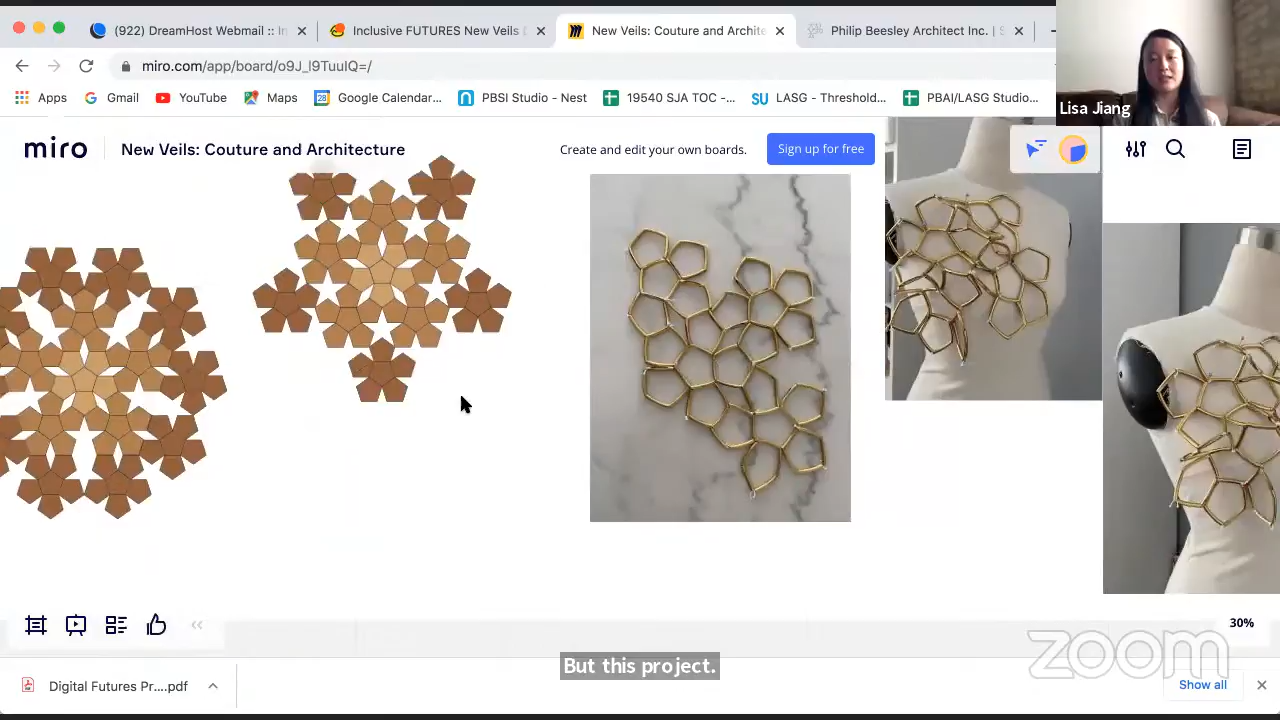 (922) DreamHost Webmail :: In
Inclusive FUTURES New Veils
New Veils: Couture and Archite
Philip Beesley Architect Inc. | S
miro.com/app/board/o9J_l9TuuIQ=/
Apps
Gmail
YouTube
Maps
Google Calendar...
PBSI Studio - Nest
19540 SJA TOC -...
LASG - Threshold...
PBAI/LASG Studio...
Lisa Jiang
miro
New Veils: Couture and Architecture
Create and edit your own boards.
Sign up for free
30%
But this project.
zoom
Digital Futures Pr....pdf
Show all